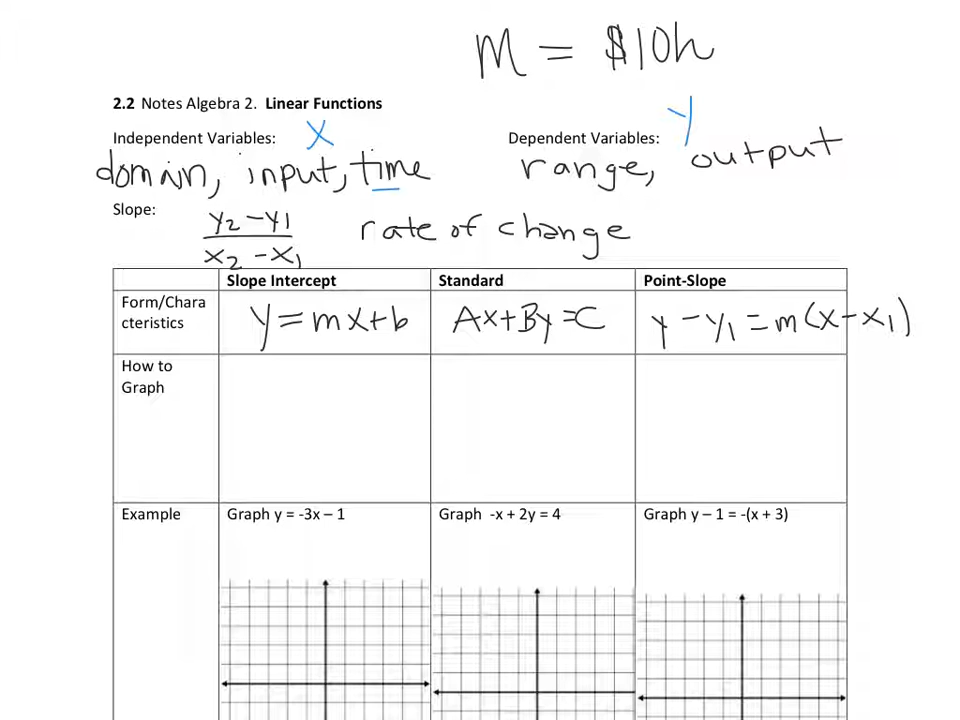 M = $10h
2.2 Notes Algebra 2. Linear Functions
Independent Variables: X Dependent Variables: y
domain, input, time range, output
Slope: y2 - y1 / x2 - x1 rate of change
Slope Intercept Standard Point-Slope
Form/Chara
cteristics y = mx + b Ax + By = C y - y1 = m(x - x1)
How to
Graph
Example Graph y = -3x – 1 Graph -x + 2y = 4 Graph y – 1 = -(x + 3)